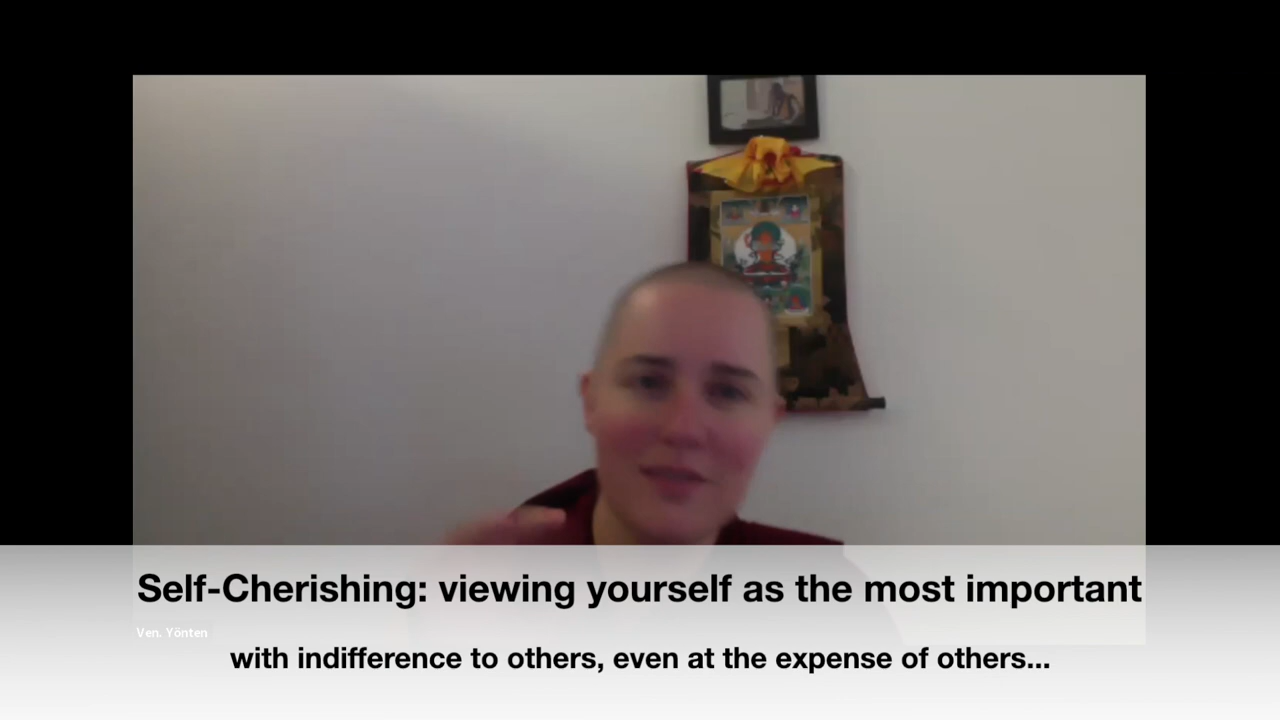 Self-Cherishing: viewing yourself as the most important
Ven. Yönten
with indifference to others, even at the expense of others...